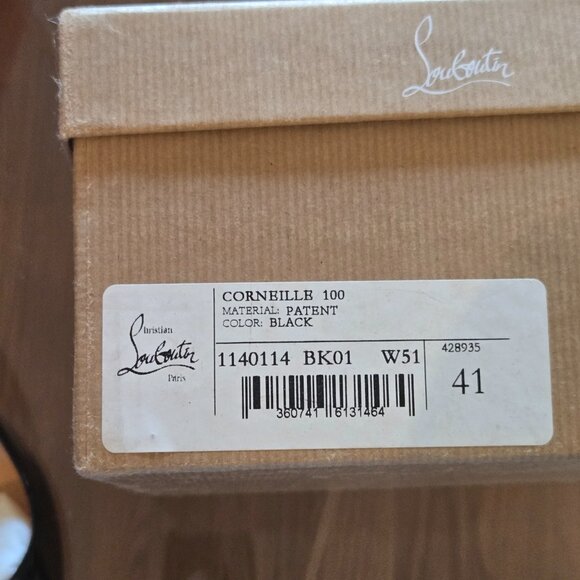 Louboutin
CORNEILLE 100
MATERIAL: PATENT
COLOR: BLACK
Christian
Louboutin
Paris
1140114 BK01 W51
428935
41
360741 6131464